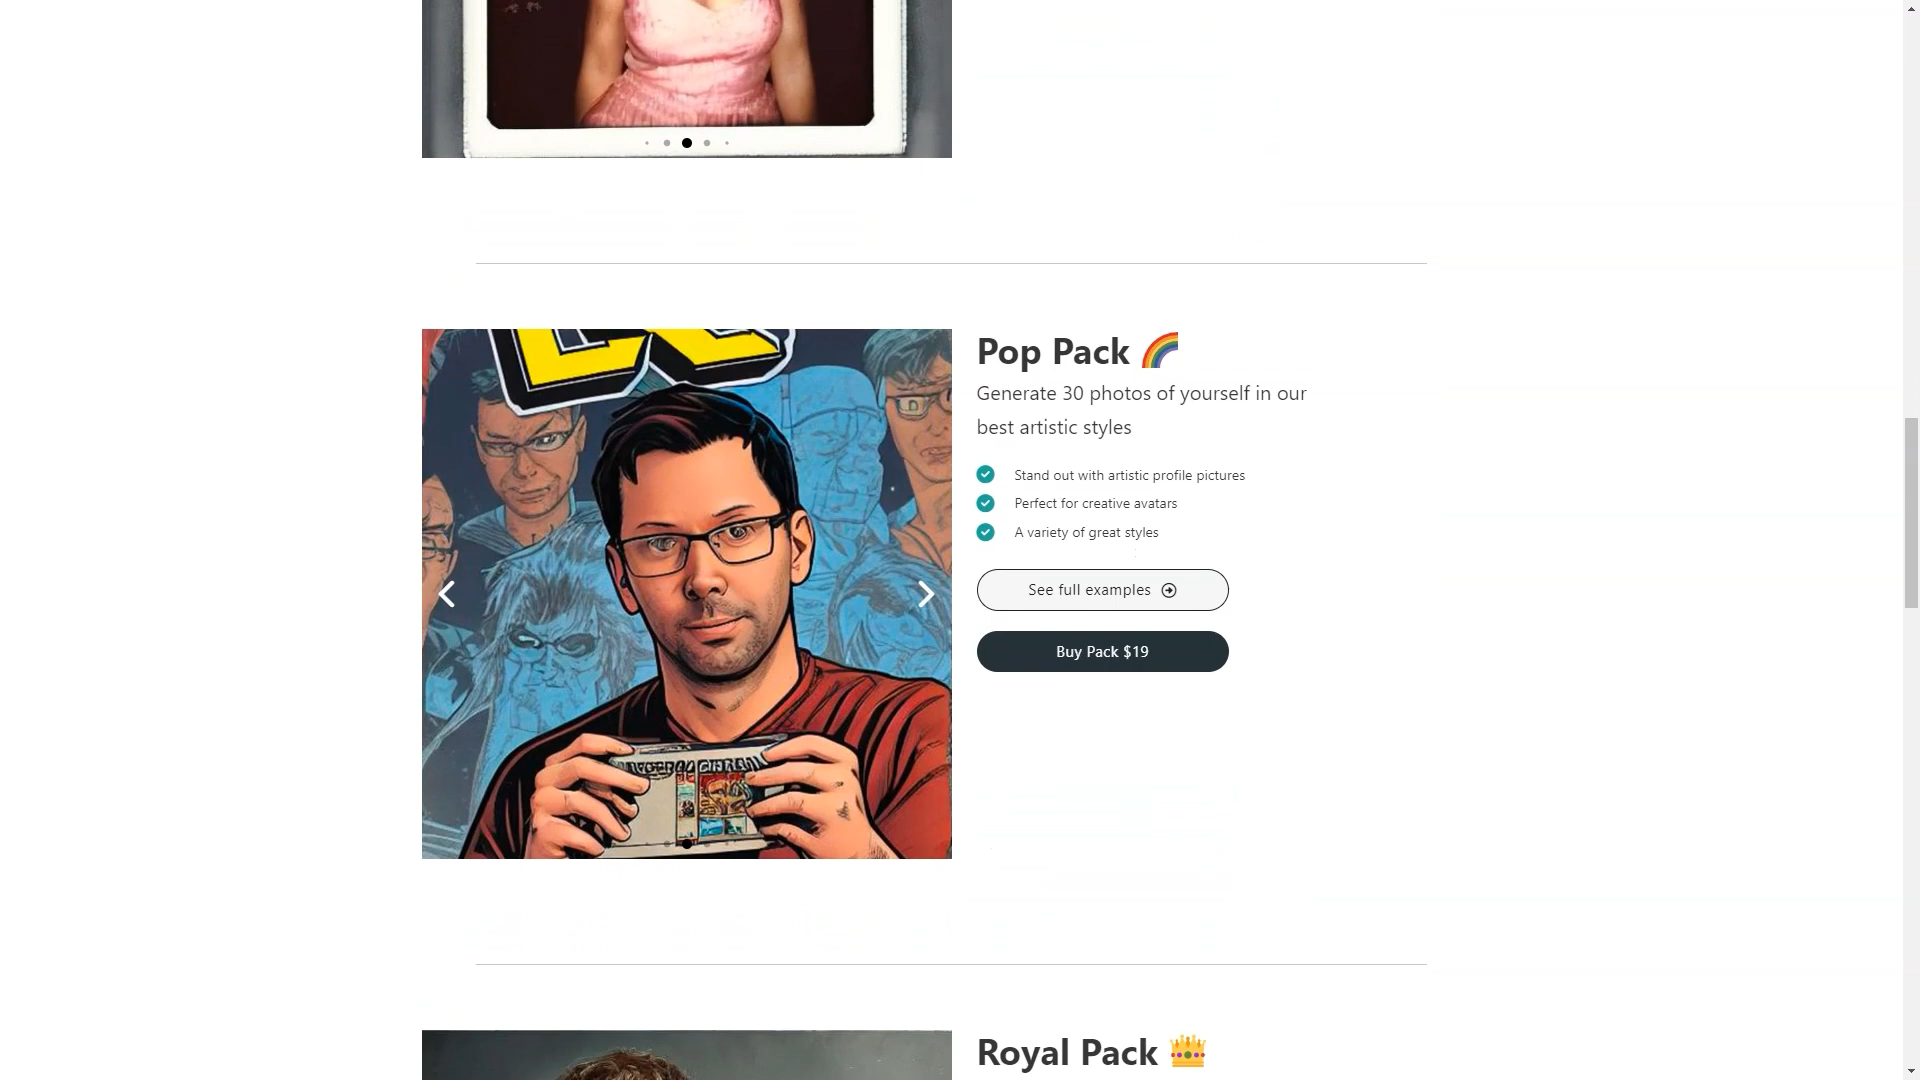 Pop Pack
Generate 30 photos of yourself in our
best artistic styles
Stand out with artistic profile pictures
Perfect for creative avatars
A variety of great styles
See full examples
Buy Pack $19
Royal Pack